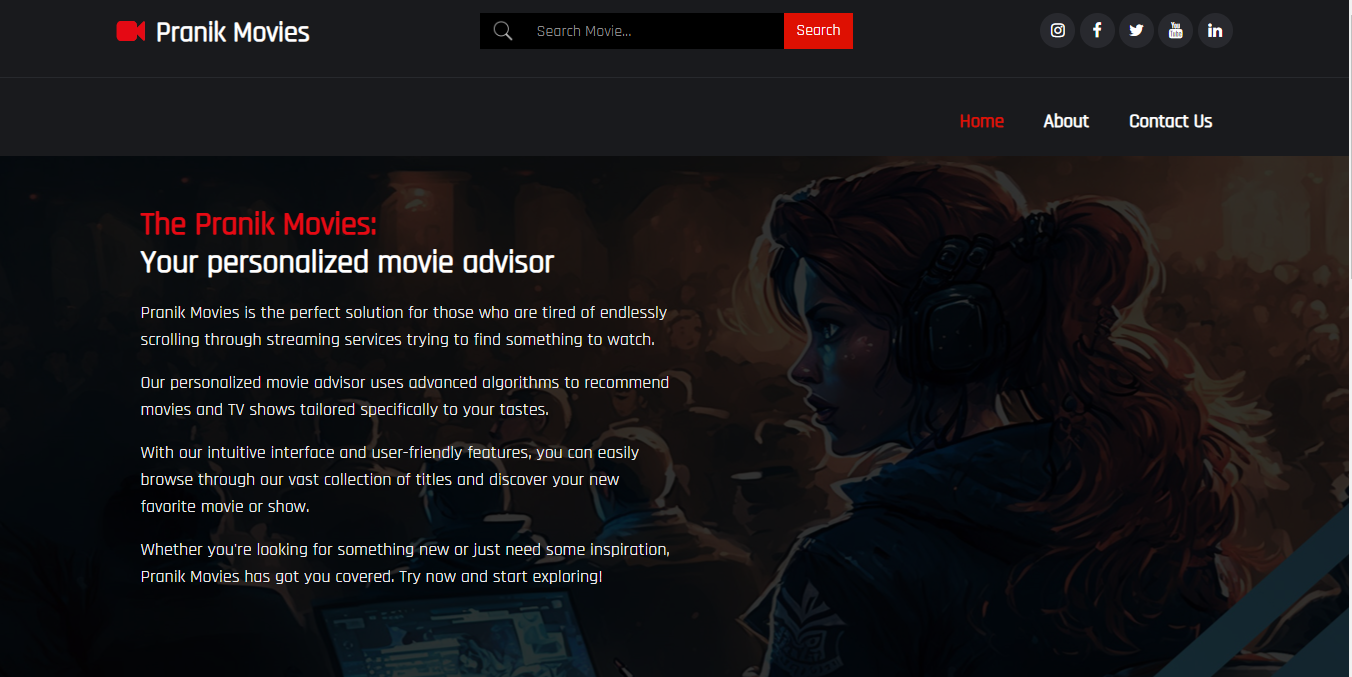 Pranik Movies
Search Movie...
Search
You
Tube
in
Home
About
Contact Us
The Pranik Movies:
Your personalized movie advisor
Pranik Movies is the perfect solution for those who are tired of endlessly
scrolling through streaming services trying to find something to watch.
Our personalized movie advisor uses advanced algorithms to recommend
movies and TV shows tailored specifically to your tastes.
With our intuitive interface and user-friendly features, you can easily
browse through our vast collection of titles and discover your new
favorite movie or show.
Whether you're looking for something new or just need some inspiration,
Pranik Movies has got you covered. Try now and start exploring!